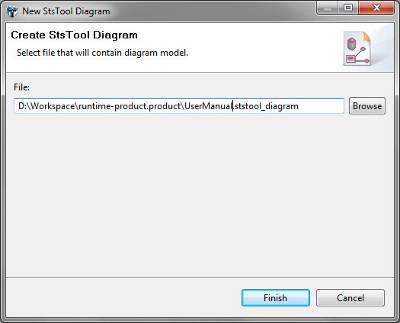 New StsTool Diagram
Create StsTool Diagram
Select file that will contain diagram model.
File:
D:\Workspace\runtime-product.product\UserManual.ststool_diagram
Browse
Finish
Cancel